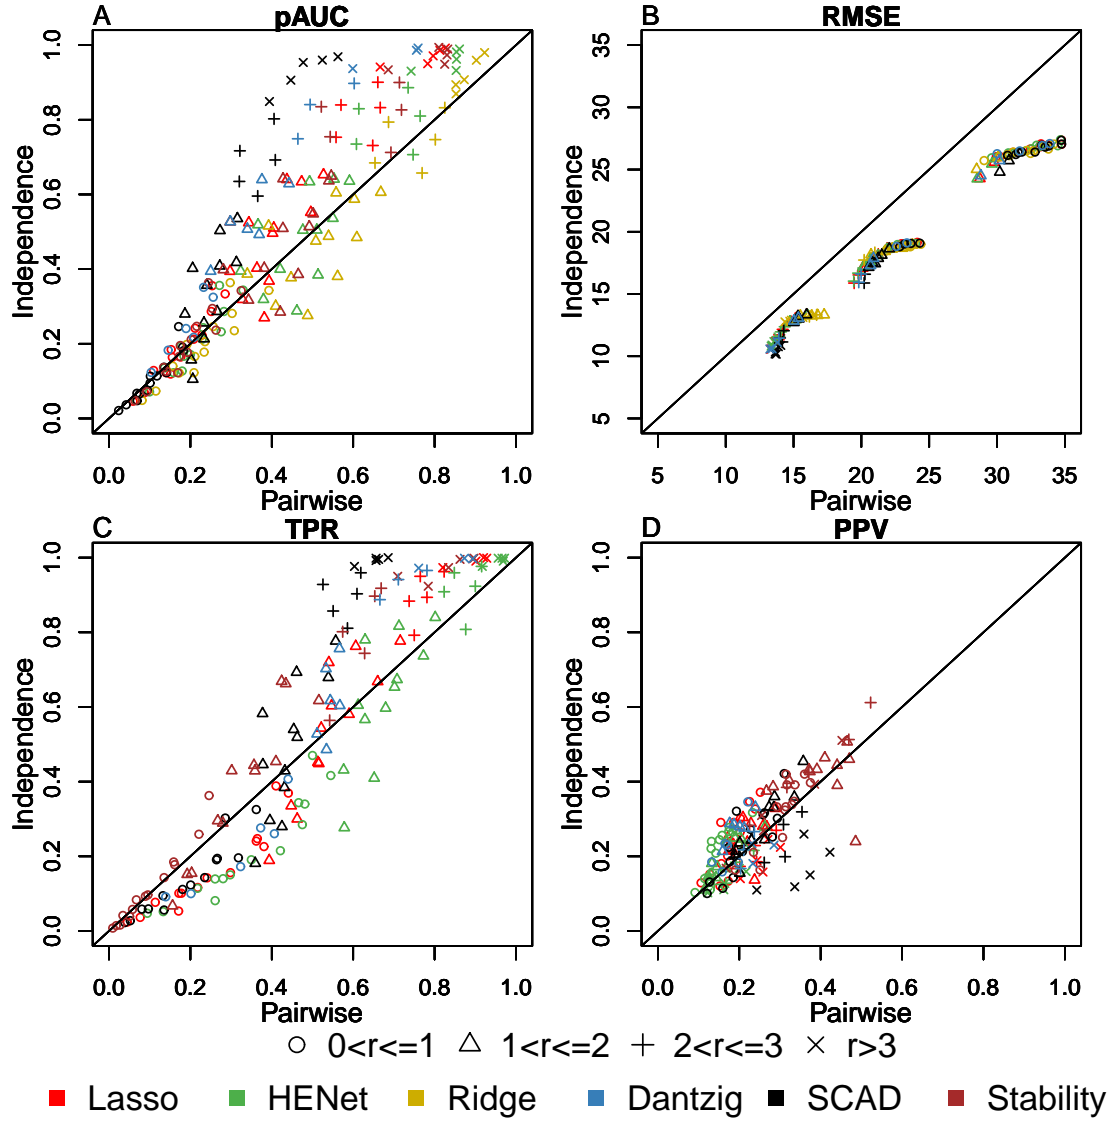 A
pAUC
0.0 0.2 0.4 0.6 0.8 1.0
Independence
0.0 0.2 0.4 0.6 0.8 1.0
Pairwise
B
RMSE
5 10 15 20 25 30 35
Independence
5 10 15 20 25 30 35
Pairwise
C
TPR
0.0 0.2 0.4 0.6 0.8 1.0
Independence
0.0 0.2 0.4 0.6 0.8 1.0
Pairwise
D
PPV
0.0 0.2 0.4 0.6 0.8 1.0
Independence
0.0 0.2 0.4 0.6 0.8 1.0
Pairwise
0<r<=1 1<r<=2 2<r<=3 r>3
Lasso HENet Ridge Dantzig SCAD Stability